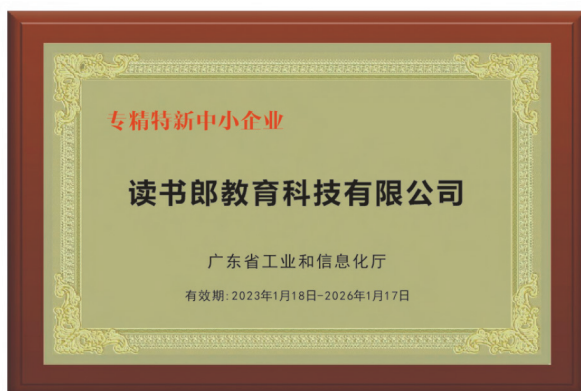 专精特新中小企业
读书郎教育科技有限公司
广东省工业和信息化厅
有效期:2023年1月18日-2026年1月17日